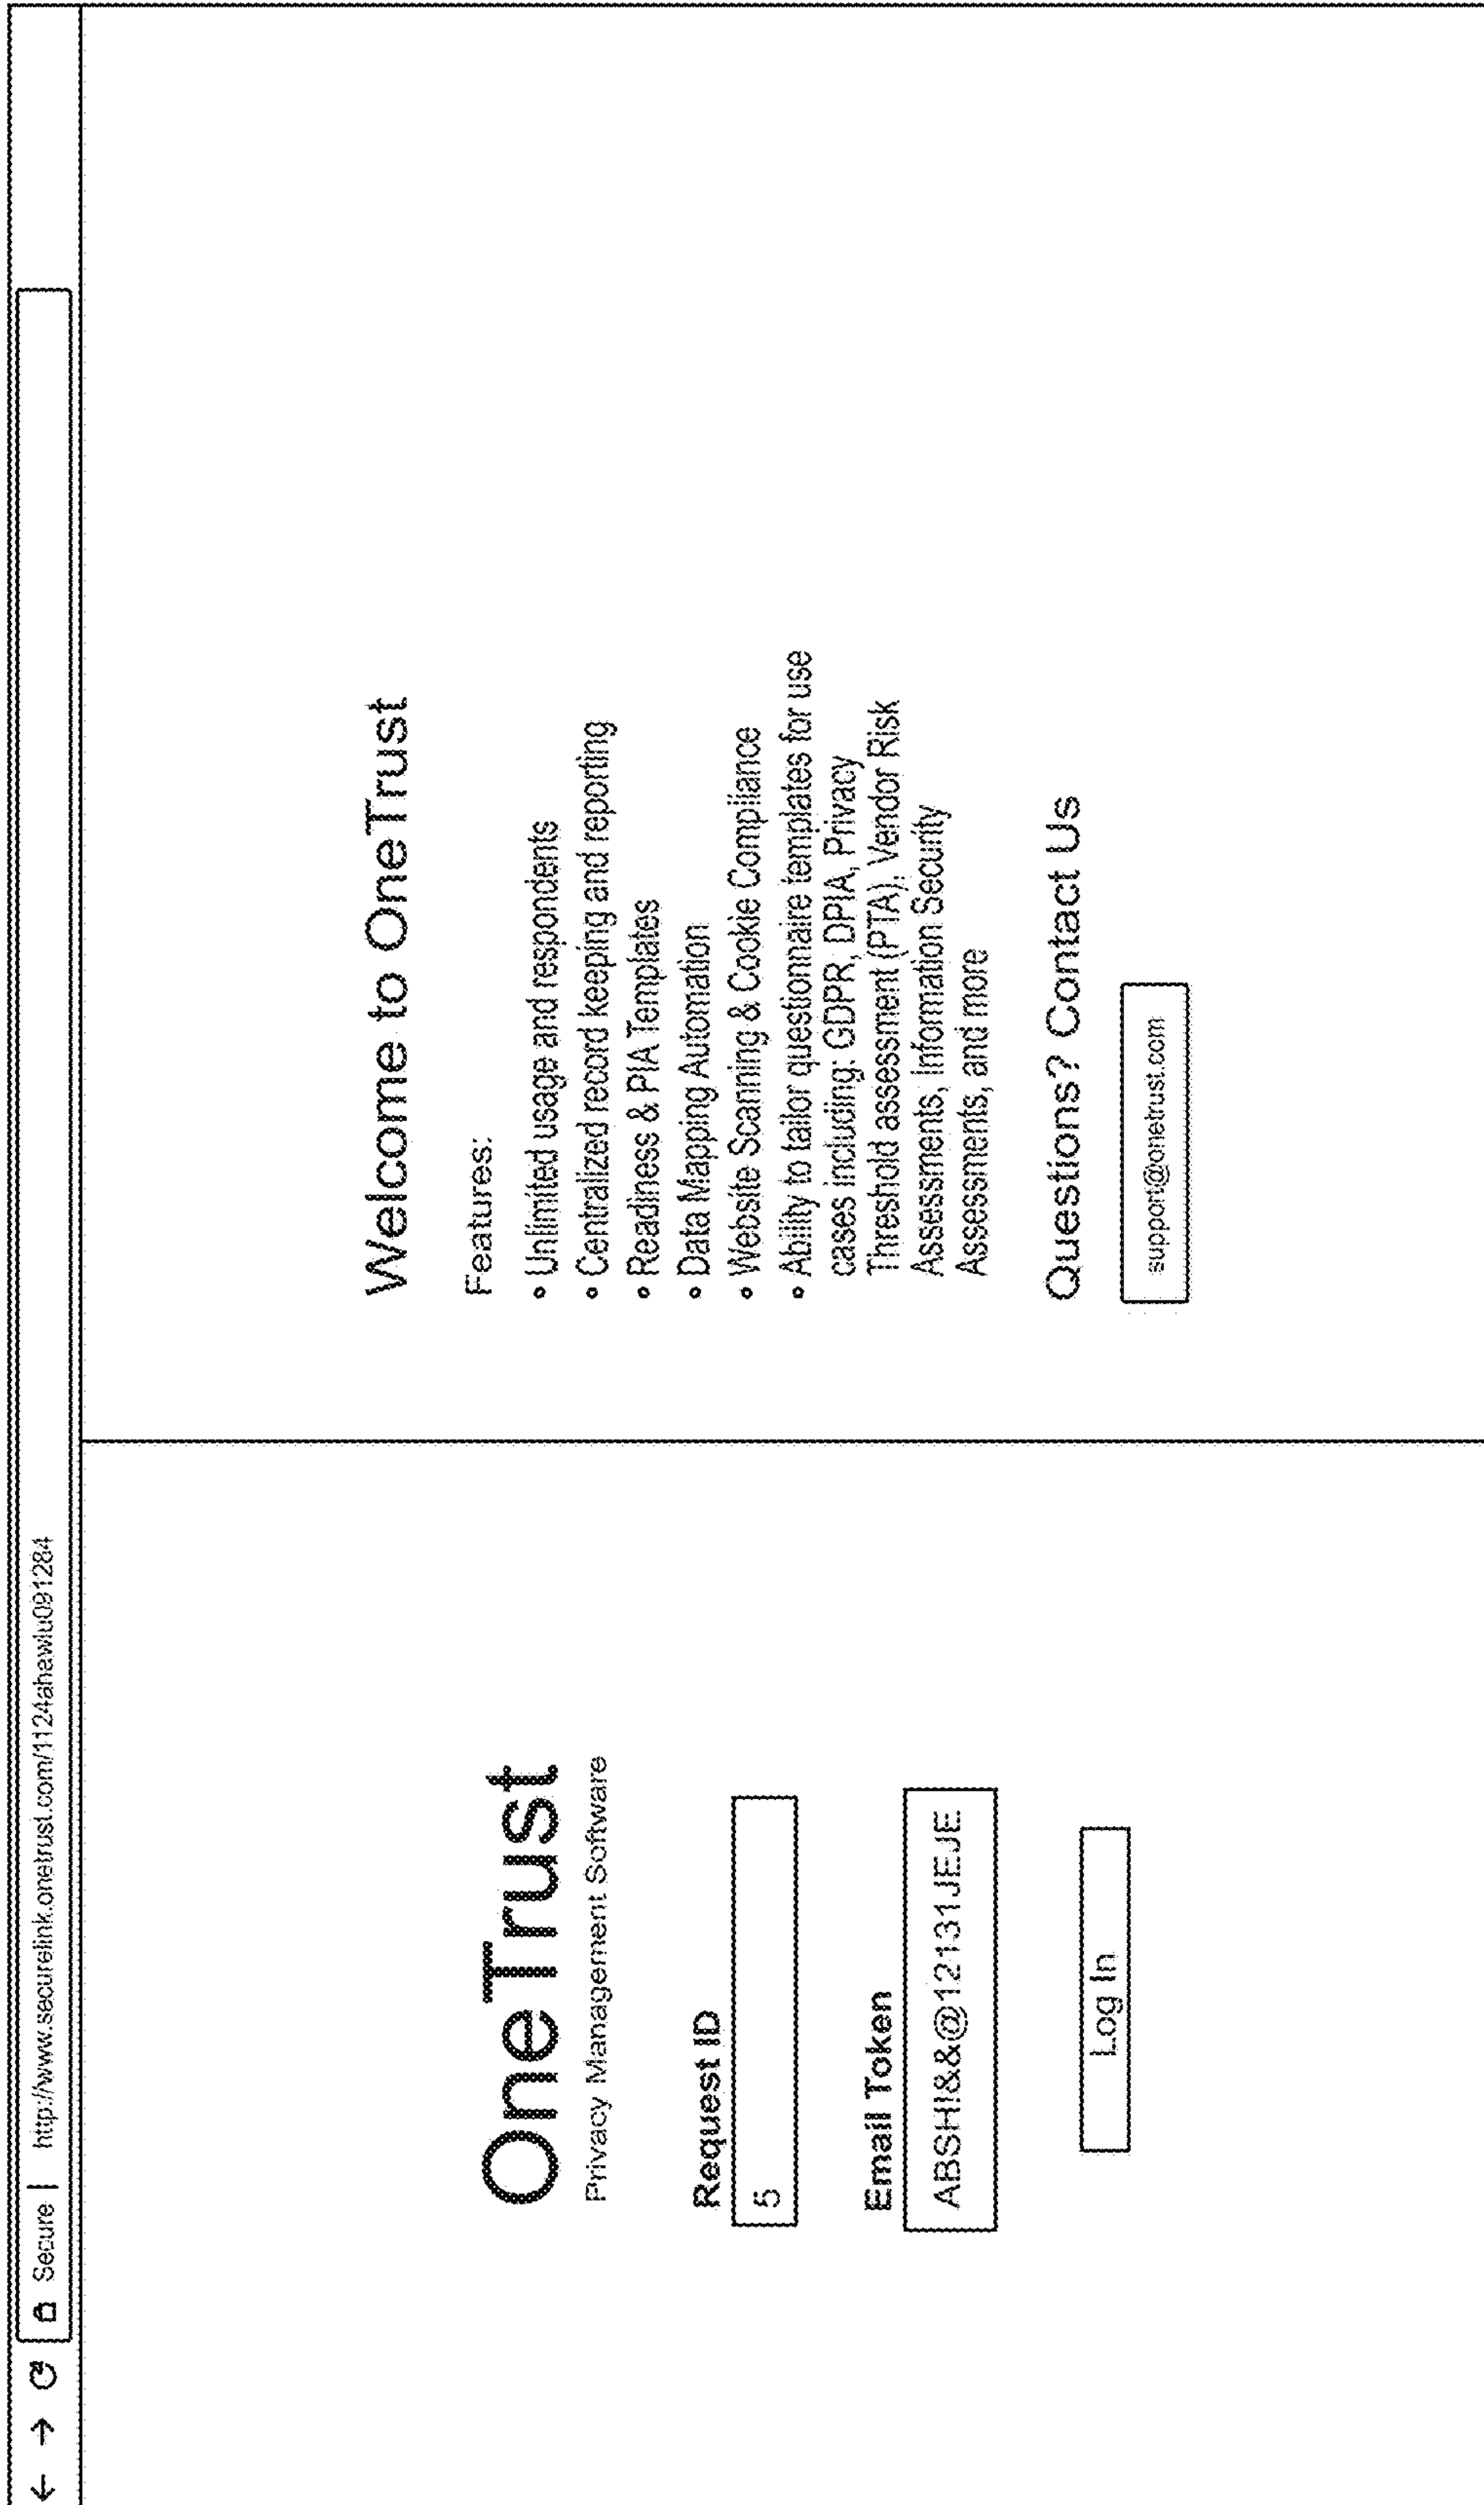 Secure | http://www.securelink.onetrust.com/1124ahawlu091284
OneTrust
Privacy Management Software
Request ID
5
Email Token
ABSHI&&@12131JEJE
Log In
Welcome to OneTrust
Features:
• Unlimited usage and respondents
• Centralized record keeping and reporting
• Readiness & PIA Templates
• Data Mapping Automation
• Website Scanning & Cookie Compliance
• Ability to tailor questionnaire templates for use
cases including: GDPR, DPIA, Privacy
Threshold assessment (PTA), Vendor Risk
Assessments, Information Security
Assessments, and more
Questions? Contact Us
support@onetrust.com